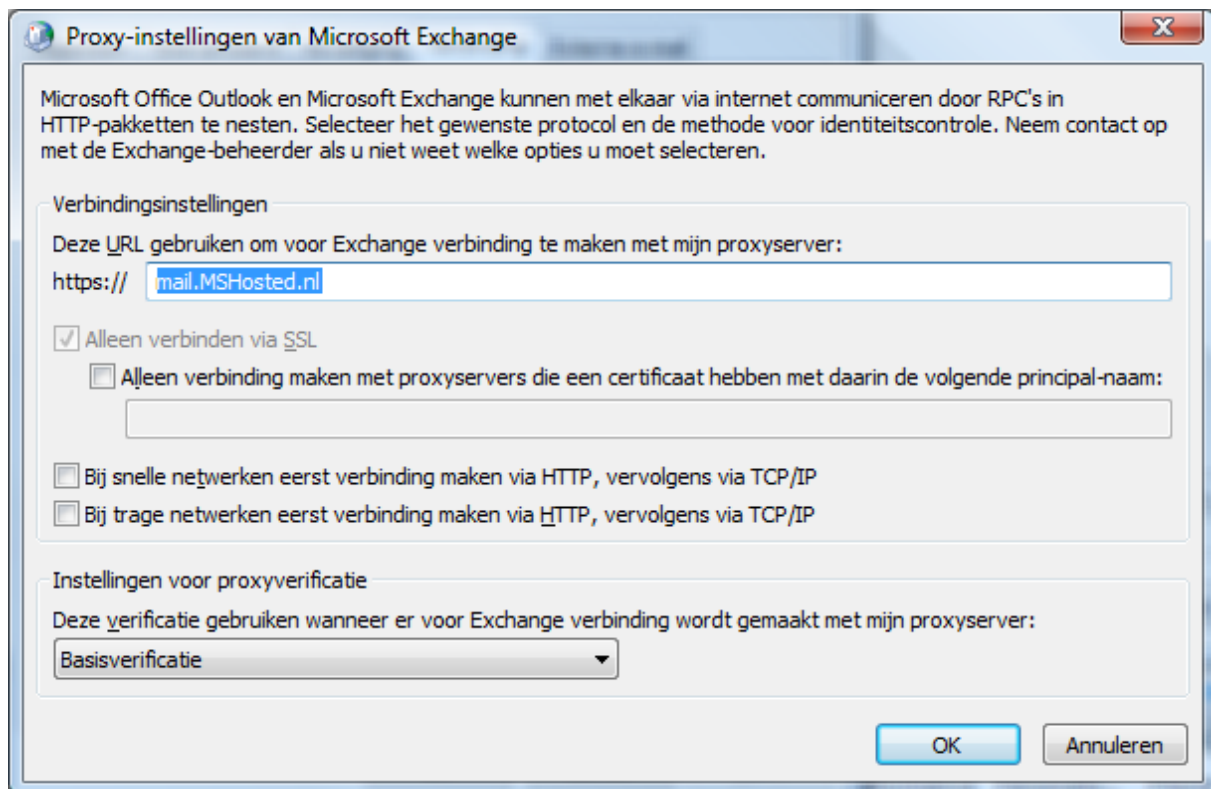 Proxy-instellingen van Microsoft Exchange
Microsoft Office Outlook en Microsoft Exchange kunnen met elkaar via internet communiceren door RPC's in
HTTP-pakketten te nesten. Selecteer het gewenste protocol en de methode voor identiteitscontrole. Neem contact op
met de Exchange-beheerder als u niet weet welke opties u moet selecteren.
Verbindingsinstellingen
Deze URL gebruiken om voor Exchange verbinding te maken met mijn proxyserver:
https:// mail.MSHosted.nl
Alleen verbinden via SSL
Alleen verbinding maken met proxyservers die een certificaat hebben met daarin de volgende principal-naam:
Bij snelle netwerken eerst verbinding maken via HTTP, vervolgens via TCP/IP
Bij trage netwerken eerst verbinding maken via HTTP, vervolgens via TCP/IP
Instellingen voor proxyverificatie
Deze verificatie gebruiken wanneer er voor Exchange verbinding wordt gemaakt met mijn proxyserver:
Basisverificatie
OK Annuleren